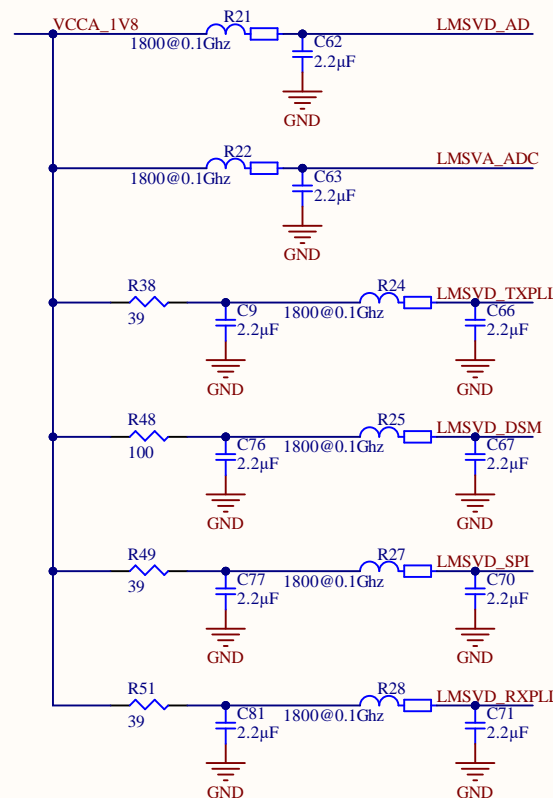 R21
VCCA_1V8
LMSVD_AD
1800@0.1Ghz
C62
2.2µF
GND
R22
LMSVA_ADC
1800@0.1Ghz
C63
2.2µF
GND
R38
R24
LMSVD_TXPLL
39
C9
1800@0.1Ghz
C66
2.2µF
2.2µF
GND
GND
R48
R25
LMSVD_DSM
100
C76
1800@0.1Ghz
C67
2.2µF
2.2µF
GND
GND
R49
R27
LMSVD_SPI
39
C77
1800@0.1Ghz
C70
2.2µF
2.2µF
GND
GND
R51
R28
LMSVD_RXPLL
39
C81
1800@0.1Ghz
C71
2.2µF
2.2µF
GND
GND